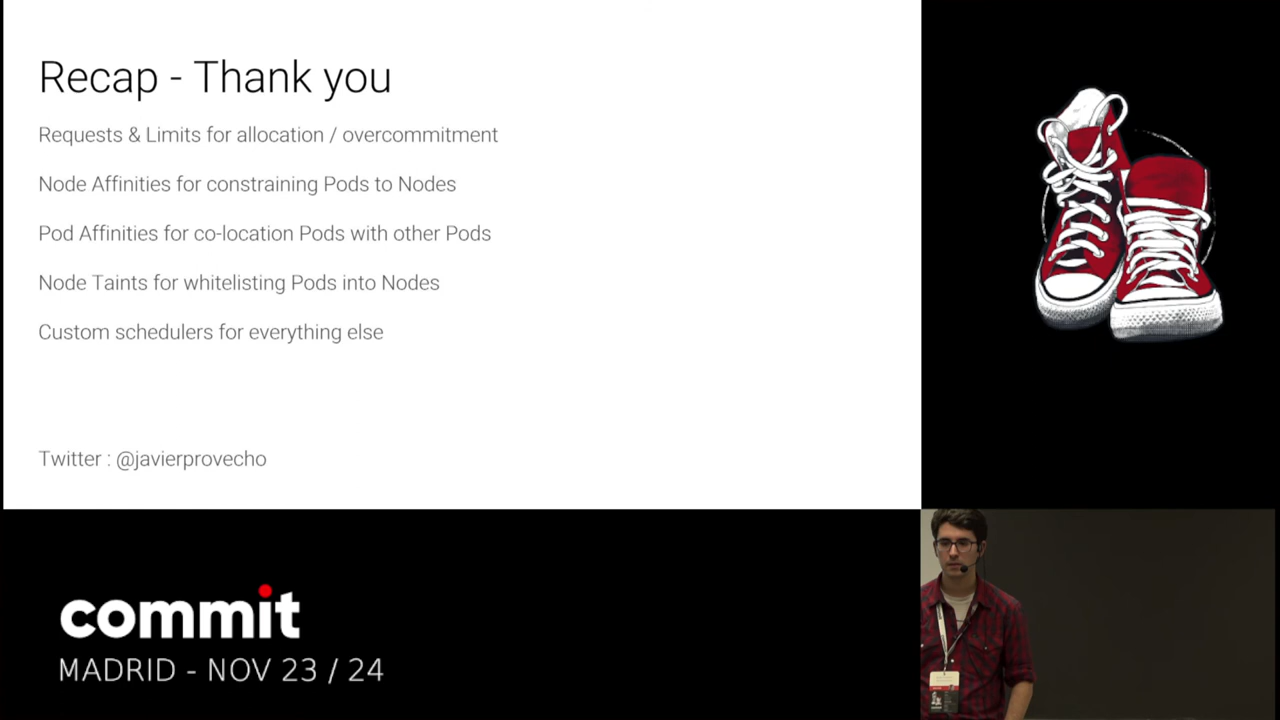 Recap - Thank you
Requests & Limits for allocation / overcommitment
Node Affinities for constraining Pods to Nodes
Pod Affinities for co-location Pods with other Pods
Node Taints for whitelisting Pods into Nodes
Custom schedulers for everything else
Twitter : @javierprovecho
commit
MADRID - NOV 23 / 24